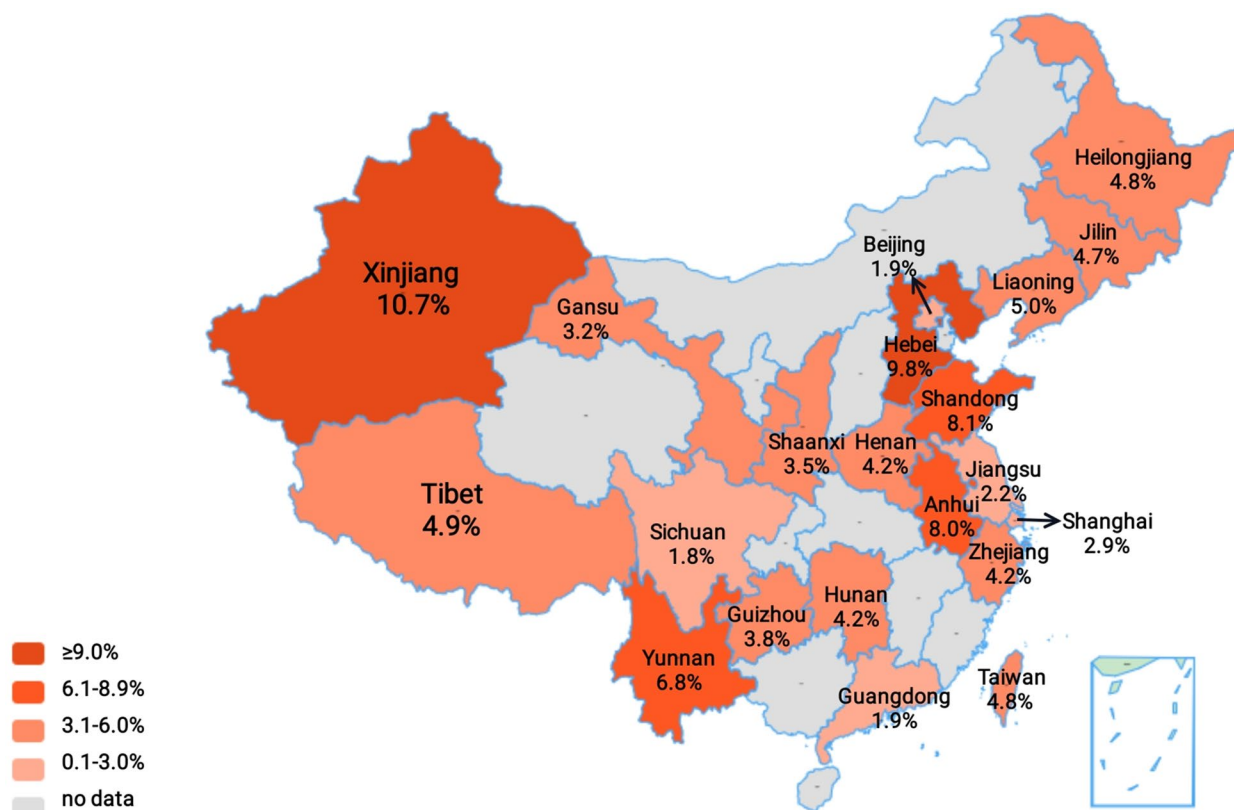 Heilongjiang
4.8%
Jilin
4.7%
Beijing
1.9%
Liaoning
5.0%
Xinjiang
10.7%
Gansu
3.2%
Hebei
9.8%
Shandong
8.1%
Shaanxi
3.5%
Henan
4.2%
Jiangsu
2.2%
Tibet
4.9%
Anhui
8.0%
Shanghai
2.9%
Sichuan
1.8%
Zhejiang
4.2%
Hunan
4.2%
Guizhou
3.8%
Yunnan
6.8%
Guangdong
1.9%
Taiwan
4.8%
≥9.0%
6.1-8.9%
3.1-6.0%
0.1-3.0%
no data